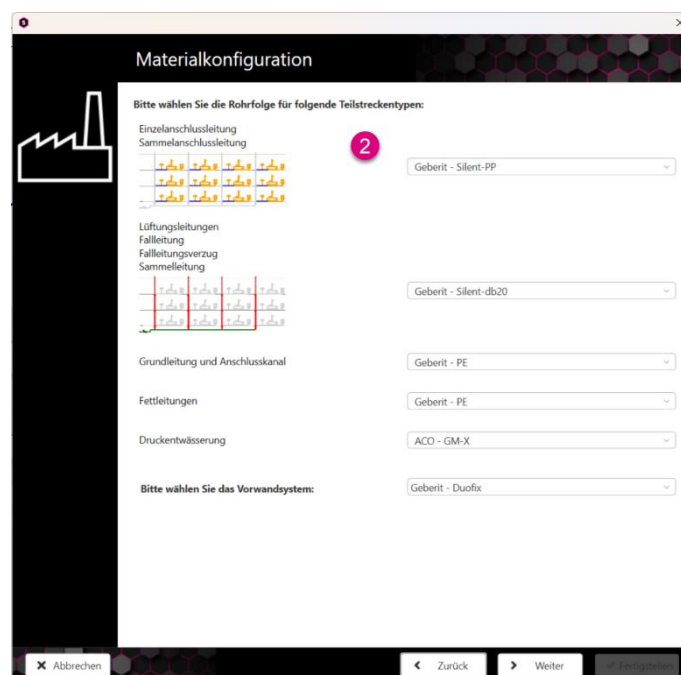 Materialkonfiguration
Bitte wählen Sie die Rohrfolge für folgende Teilstreckentypen:
Einzelanschlussleitung
Sammelanschlussleitung
2
Geberit - Silent-PP
Lüftungsleitungen
Fallleitung
Fallleitungsverzug
Sammelleitung
Geberit - Silent-db20
Grundleitung und Anschlusskanal
Geberit - PE
Fettleitungen
Geberit - PE
Druckentwässerung
ACO - GM-X
Bitte wählen Sie das Vorwandsystem:
Geberit - Duofix
Abbrechen
Zurück
Weiter
Fertigstellen